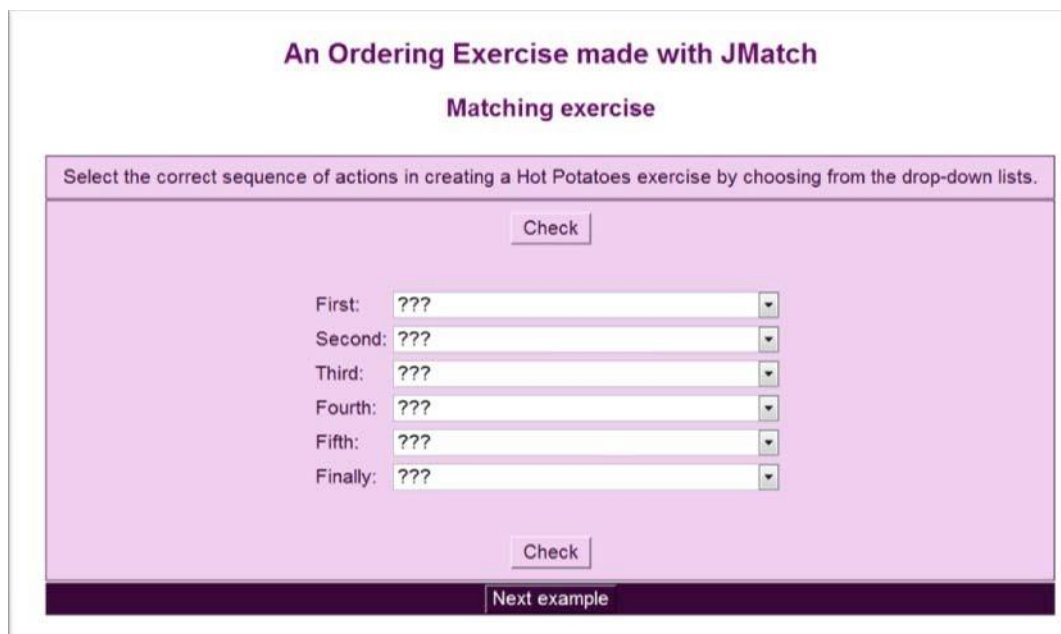 An Ordering Exercise made with JMatch
Matching exercise
Select the correct sequence of actions in creating a Hot Potatoes exercise by choosing from the drop-down lists.
Check
First: ???
Second: ???
Third: ???
Fourth: ???
Fifth: ???
Finally: ???
Check
Next example